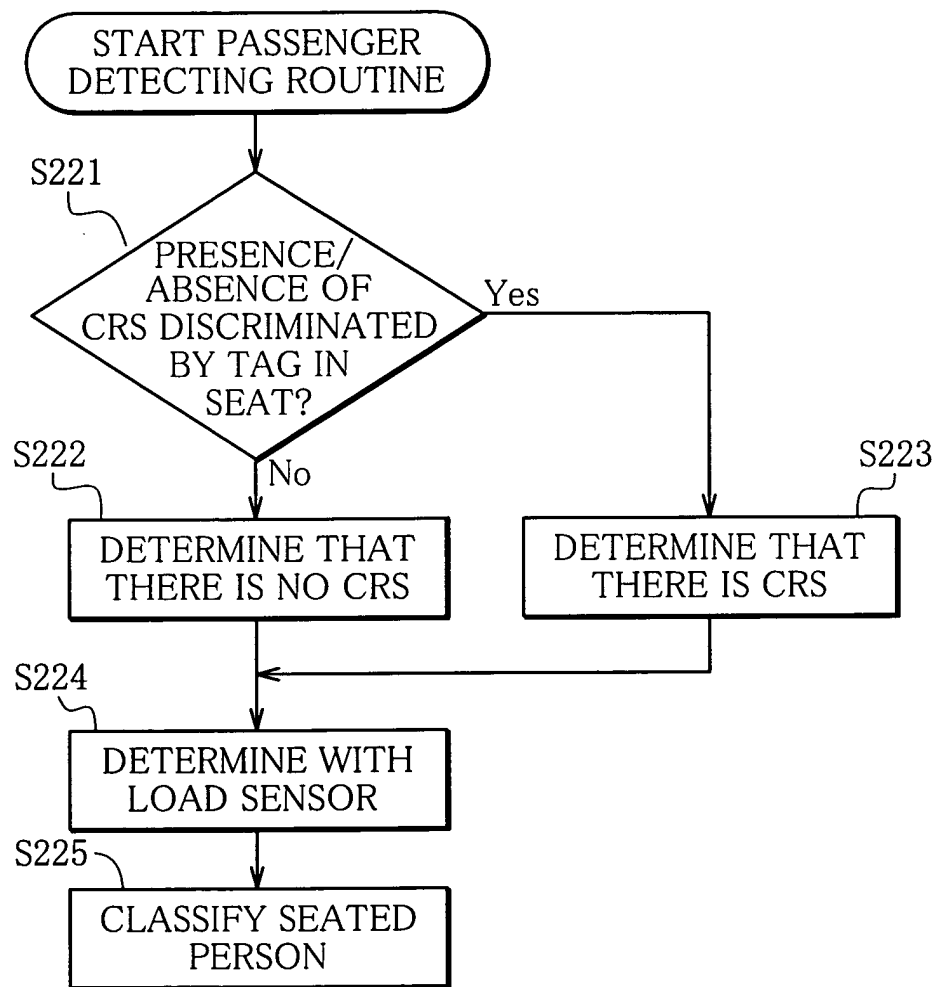 START PASSENGER
DETECTING ROUTINE
S221
PRESENCE/
ABSENCE OF
CRS DISCRIMINATED
BY TAG IN
SEAT?
Yes
No
S222
DETERMINE THAT
THERE IS NO CRS
S223
DETERMINE THAT
THERE IS CRS
S224
DETERMINE WITH
LOAD SENSOR
S225
CLASSIFY SEATED
PERSON